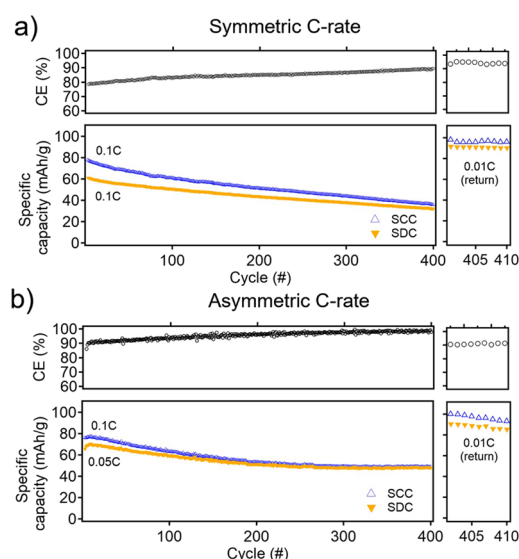 a)
Symmetric C-rate
CE (%)
100
90
80
70
60
Specific
capacity (mAh/g)
100
80
60
40
20
0
0.1C
0.1C
SCC
SDC
0.01C
(return)
100
200
300
400
405
410
Cycle (#)
b)
Asymmetric C-rate
CE (%)
100
90
80
70
60
Specific
capacity (mAh/g)
100
80
60
40
20
0
0.1C
0.05C
SCC
SDC
0.01C
(return)
100
200
300
400
405
410
Cycle (#)